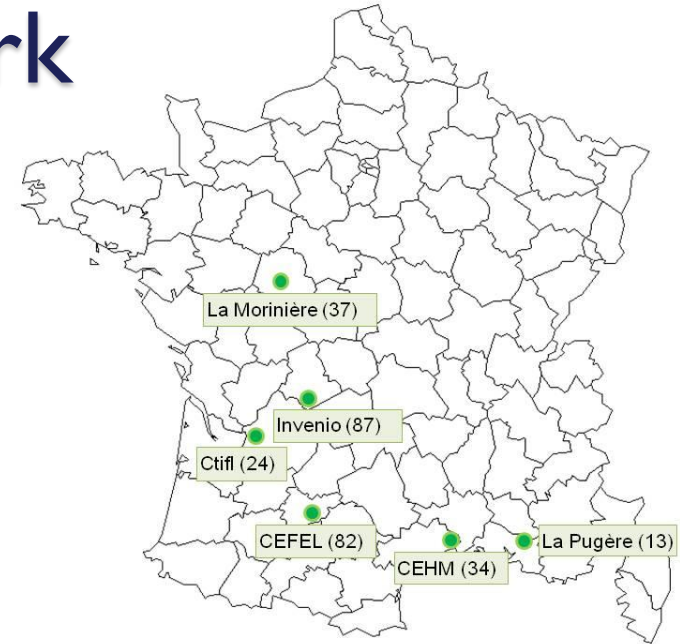 rk
La Morinière (37)
Invenio (87)
Ctifl (24)
CEFEL (82)
La Pugère (13)
CEHM (34)